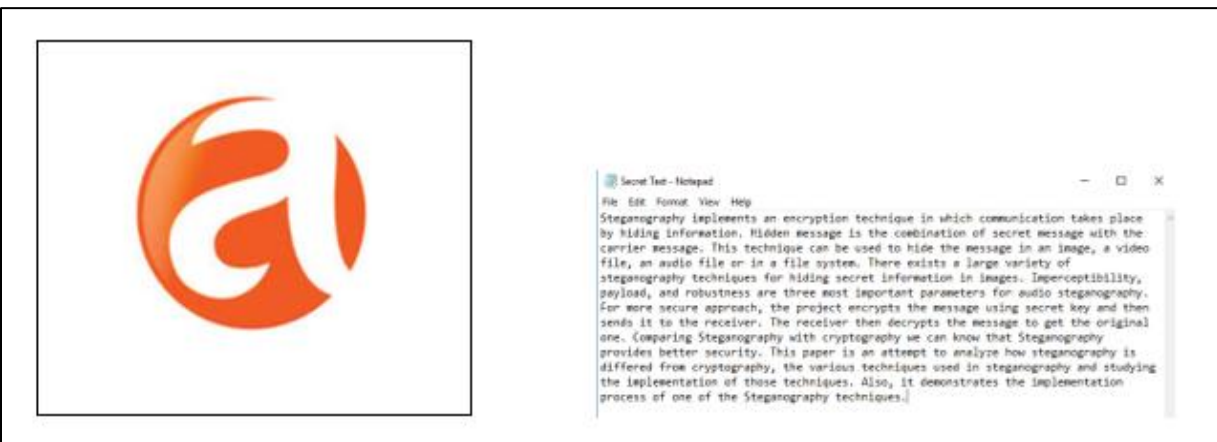 a
Secret Text - Notepad
File Edit Format View Help
Steganography implements an encryption technique in which communication takes place
by hiding information. Hidden message is the combination of secret message with the
carrier message. This technique can be used to hide the message in an image, a video
file, an audio file or in a file system. There exists a large variety of
steganography techniques for hiding secret information in images. Imperceptibility,
payload, and robustness are three most important parameters for audio steganography.
For more secure approach, the project encrypts the message using secret key and then
sends it to the receiver. The receiver then decrypts the message to get the original
one. Comparing Steganography with cryptography we can know that Steganography
provides better security. This paper is an attempt to analyze how steganography is
differed from cryptography, the various techniques used in steganography and studying
the implementation of those techniques. Also, it demonstrates the implementation
process of one of the Steganography techniques.